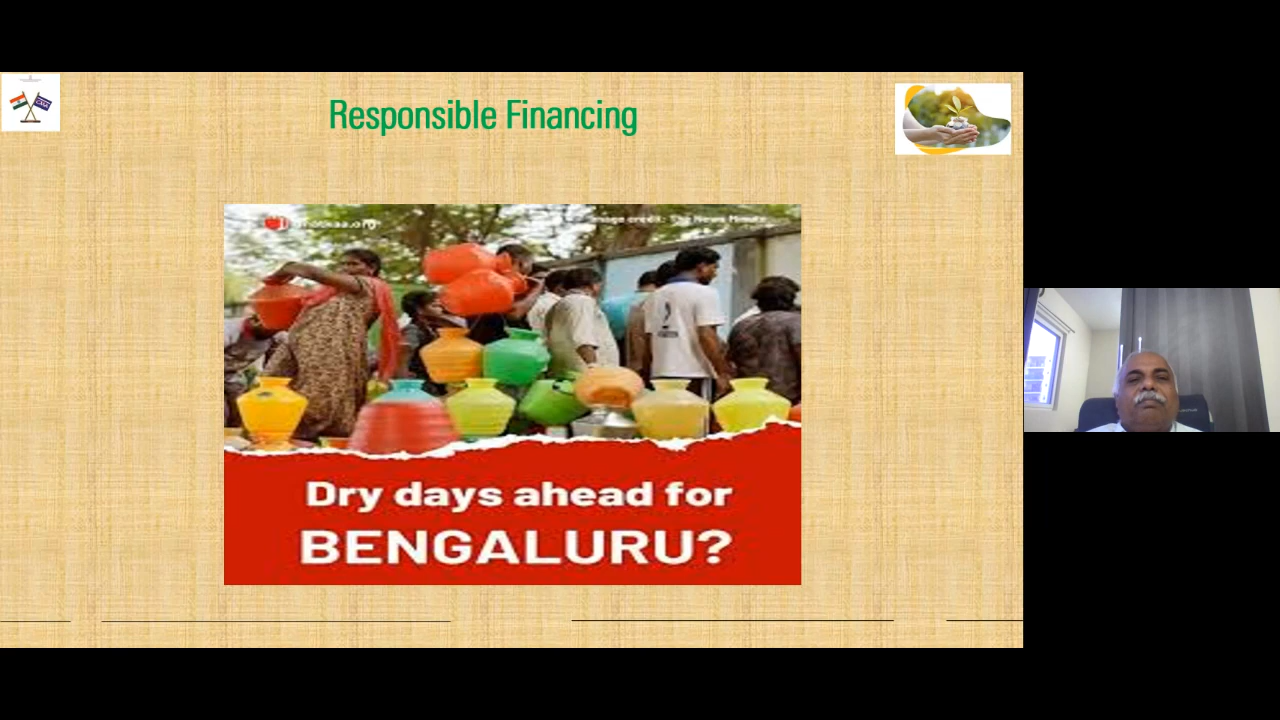 Responsible Financing
image credit: The News Minute
Dry days ahead for
BENGALURU?